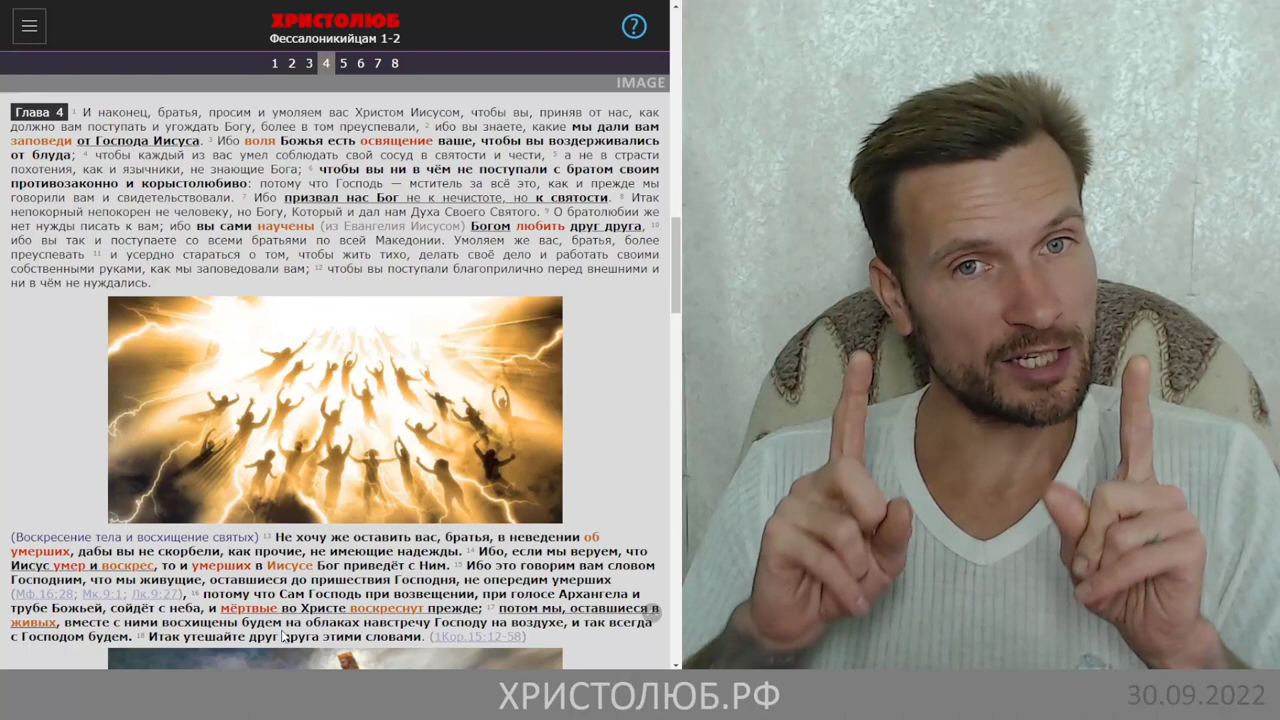 ХРИСТОЛЮБ
Фессалоникийцам 1-2
?
1 2 3 4 5 6 7 8
IMAGE
Глава 4 1 И наконец, братья, просим и умоляем вас Христом Иисусом, чтобы вы, приняв от нас, как
должно вам поступать и угождать Богу, более в том преуспевали, 2 ибо вы знаете, какие мы дали вам
заповеди от Господа Иисуса. 3 Ибо воля Божья есть освящение ваше, чтобы вы воздерживались
от блуда; 4 чтобы каждый из вас умел соблюдать свой сосуд в святости и чести, 5 а не в страсти
похотения, как и язычники, не знающие Бога; 6 чтобы вы ни в чём не поступали с братом своим
противозаконно и корыстолюбиво: потому что Господь — мститель за всё это, как и прежде мы
говорили вам и свидетельствовали. 7 Ибо призвал нас Бог не к нечистоте, но к святости. 8 Итак
непокорный непокорен не человеку, но Богу, Который и дал нам Духа Своего Святого. 9 О братолюбии же
нет нужды писать к вам; ибо вы сами научены (из Евангелия Иисусом) Богом любить друг друга, 10
ибо вы так и поступаете со всеми братьями по всей Македонии. Умоляем же вас, братья, более
преуспевать 11 и усердно стараться о том, чтобы жить тихо, делать своё дело и работать своими
собственными руками, как мы заповедовали вам; 12 чтобы вы поступали благоприлично перед внешними и
ни в чём не нуждались.
(Воскресение тела и восхищение святых) 13 Не хочу же оставить вас, братья, в неведении об
умерших, дабы вы не скорбели, как прочие, не имеющие надежды. 14 Ибо, если мы веруем, что
Иисус умер и воскрес, то и умерших в Иисусе Бог приведёт с Ним. 15 Ибо это говорим вам словом
Господним, что мы живущие, оставшиеся до пришествия Господня, не опередим умерших
(Мф.16:28; Мк.9:1; Лк.9:27), 16 потому что Сам Господь при возвещении, при голосе Архангела и
трубе Божьей, сойдёт с неба, и мёртвые во Христе воскреснут прежде; 17 потом мы, оставшиеся в
живых, вместе с ними восхищены будем на облаках навстречу Господу на воздухе, и так всегда
с Господом будем. 18 Итак утешайте друг друга этими словами. (1Кор.15:12-58)
ХРИСТОЛЮБ.РФ
30.09.2022